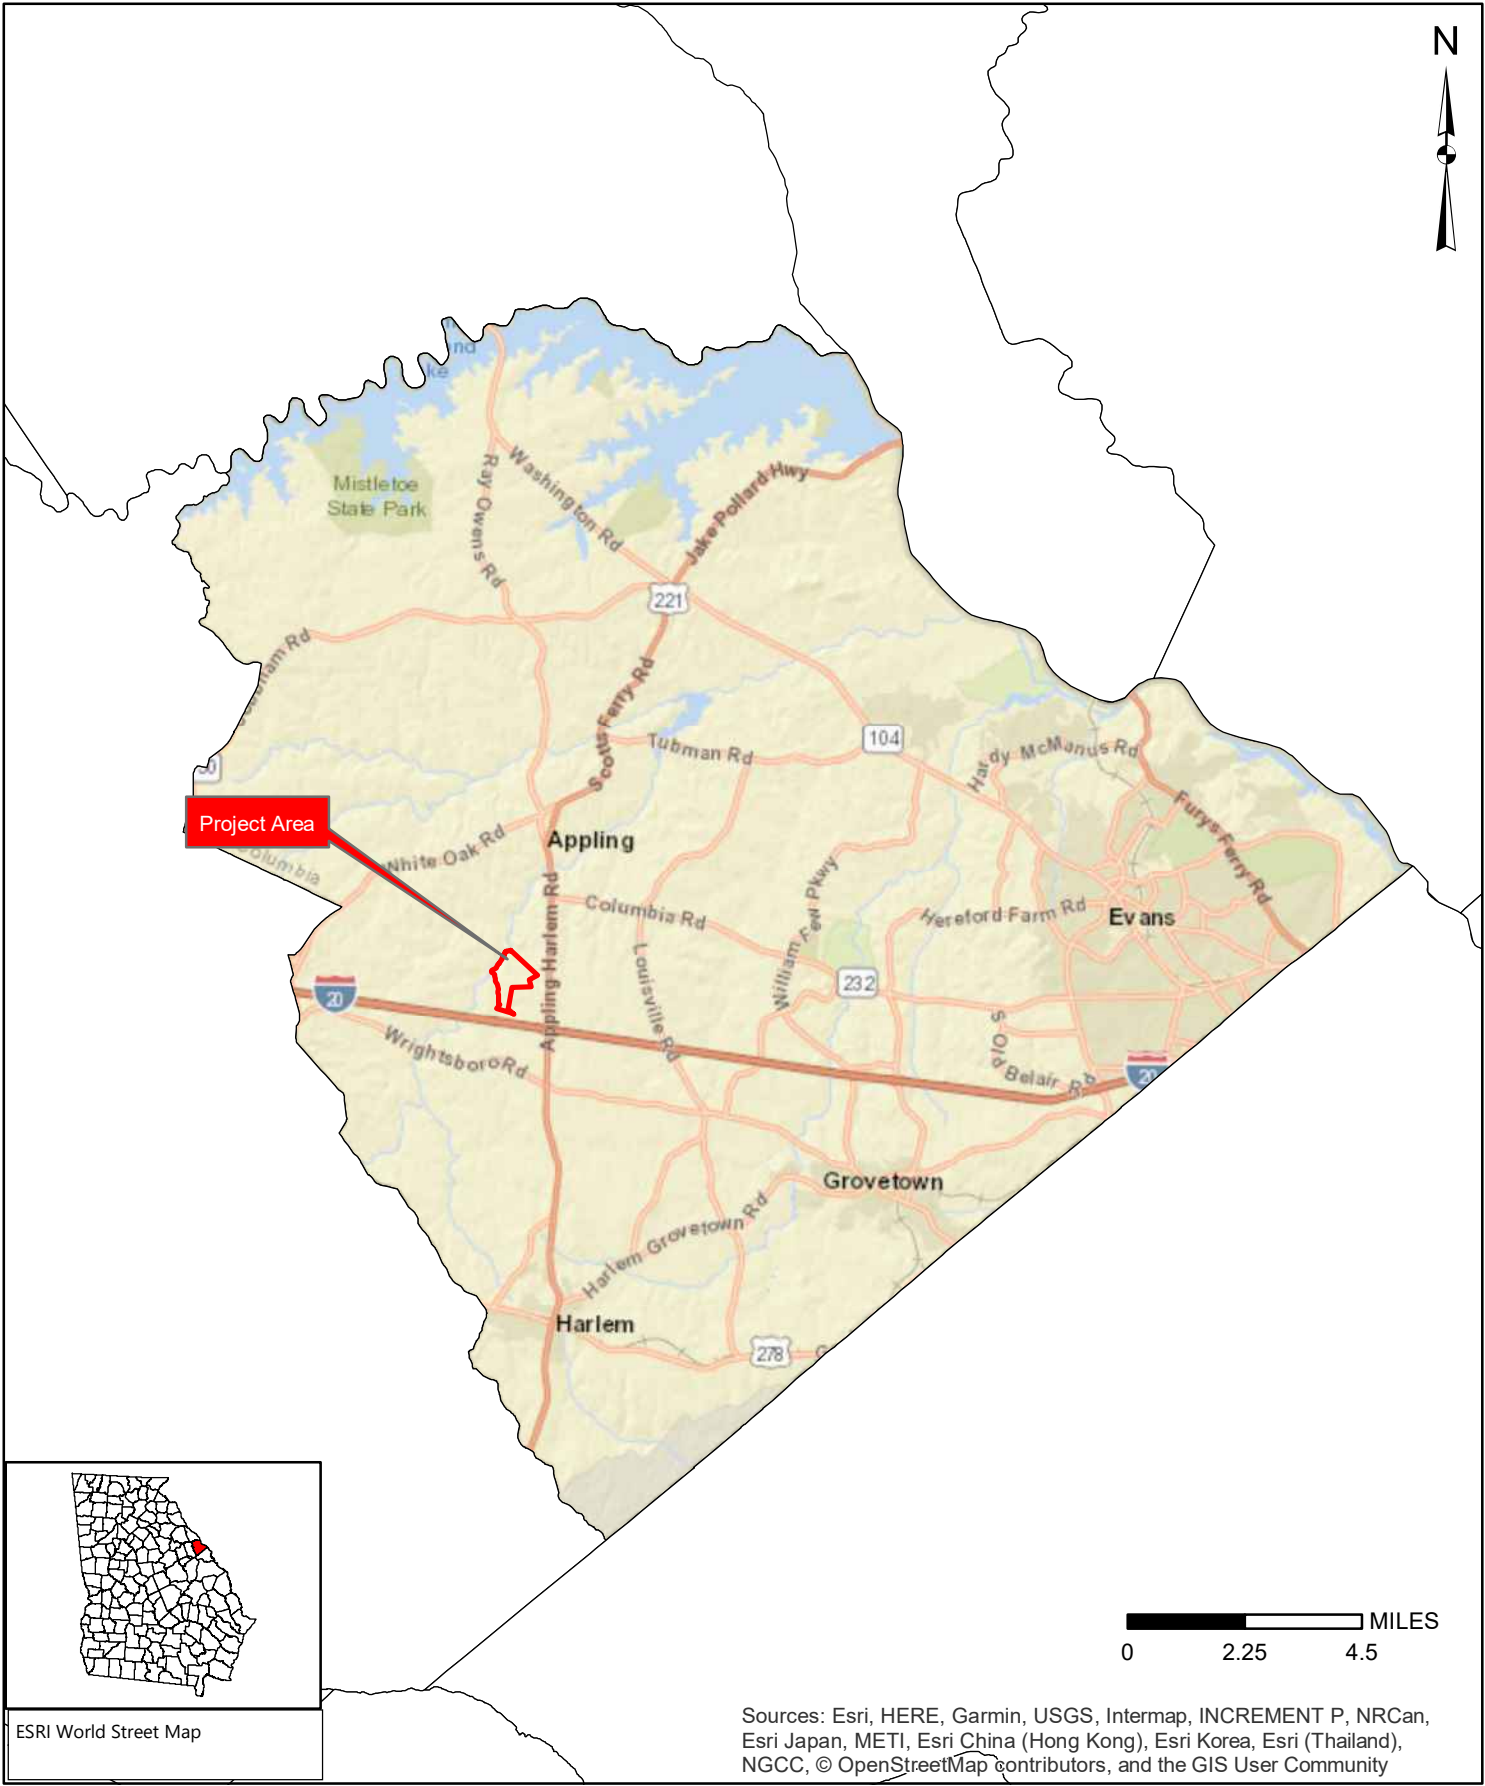 N
nd
ke
Mistletoe
State Park
Ray Owens Rd
Washington Rd
Jake Pollard Hwy
221
ham Rd
Scotts Ferry Rd
Tubman Rd
104
Hardy McManus Rd
Furys Ferry Rd
Project Area
Appling
White Oak Rd
Columbia
Columbia Rd
Appling Harlem Rd
William Few Pkwy
Hereford Farm Rd
Evans
Louisville Rd
232
20
Wrightsboro Rd
S Old
Belair Rd
20
Grovetown
Harlem Grovetown Rd
Harlem
278
G
MILES
0 2.25 4.5
ESRI World Street Map
Sources: Esri, HERE, Garmin, USGS, Intermap, INCREMENT P, NRCan,
Esri Japan, METI, Esri China (Hong Kong), Esri Korea, Esri (Thailand),
NGCC, © OpenStreetMap contributors, and the GIS User Community